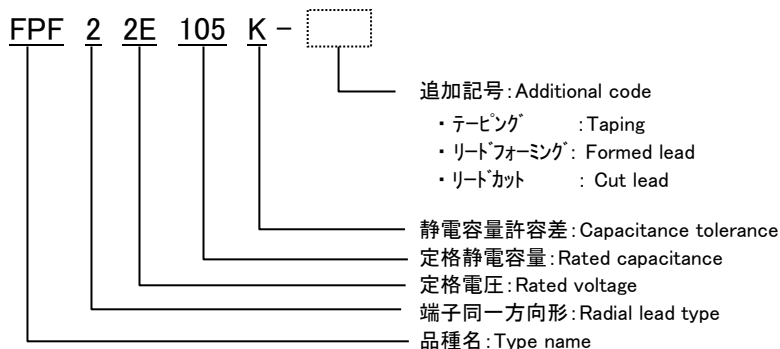 FPF 2 2E 105 K -
追加記号:Additional code
・ﾃｰﾋﾟﾝｸﾞ :Taping
・ﾘｰﾄﾞﾌｫｰﾐﾝｸﾞ: Formed lead
・ﾘｰﾄﾞｶｯﾄ : Cut lead
静電容量許容差:Capacitance tolerance
定格静電容量:Rated capacitance
定格電圧:Rated voltage
端子同一方向形:Radial lead type
品種名:Type name